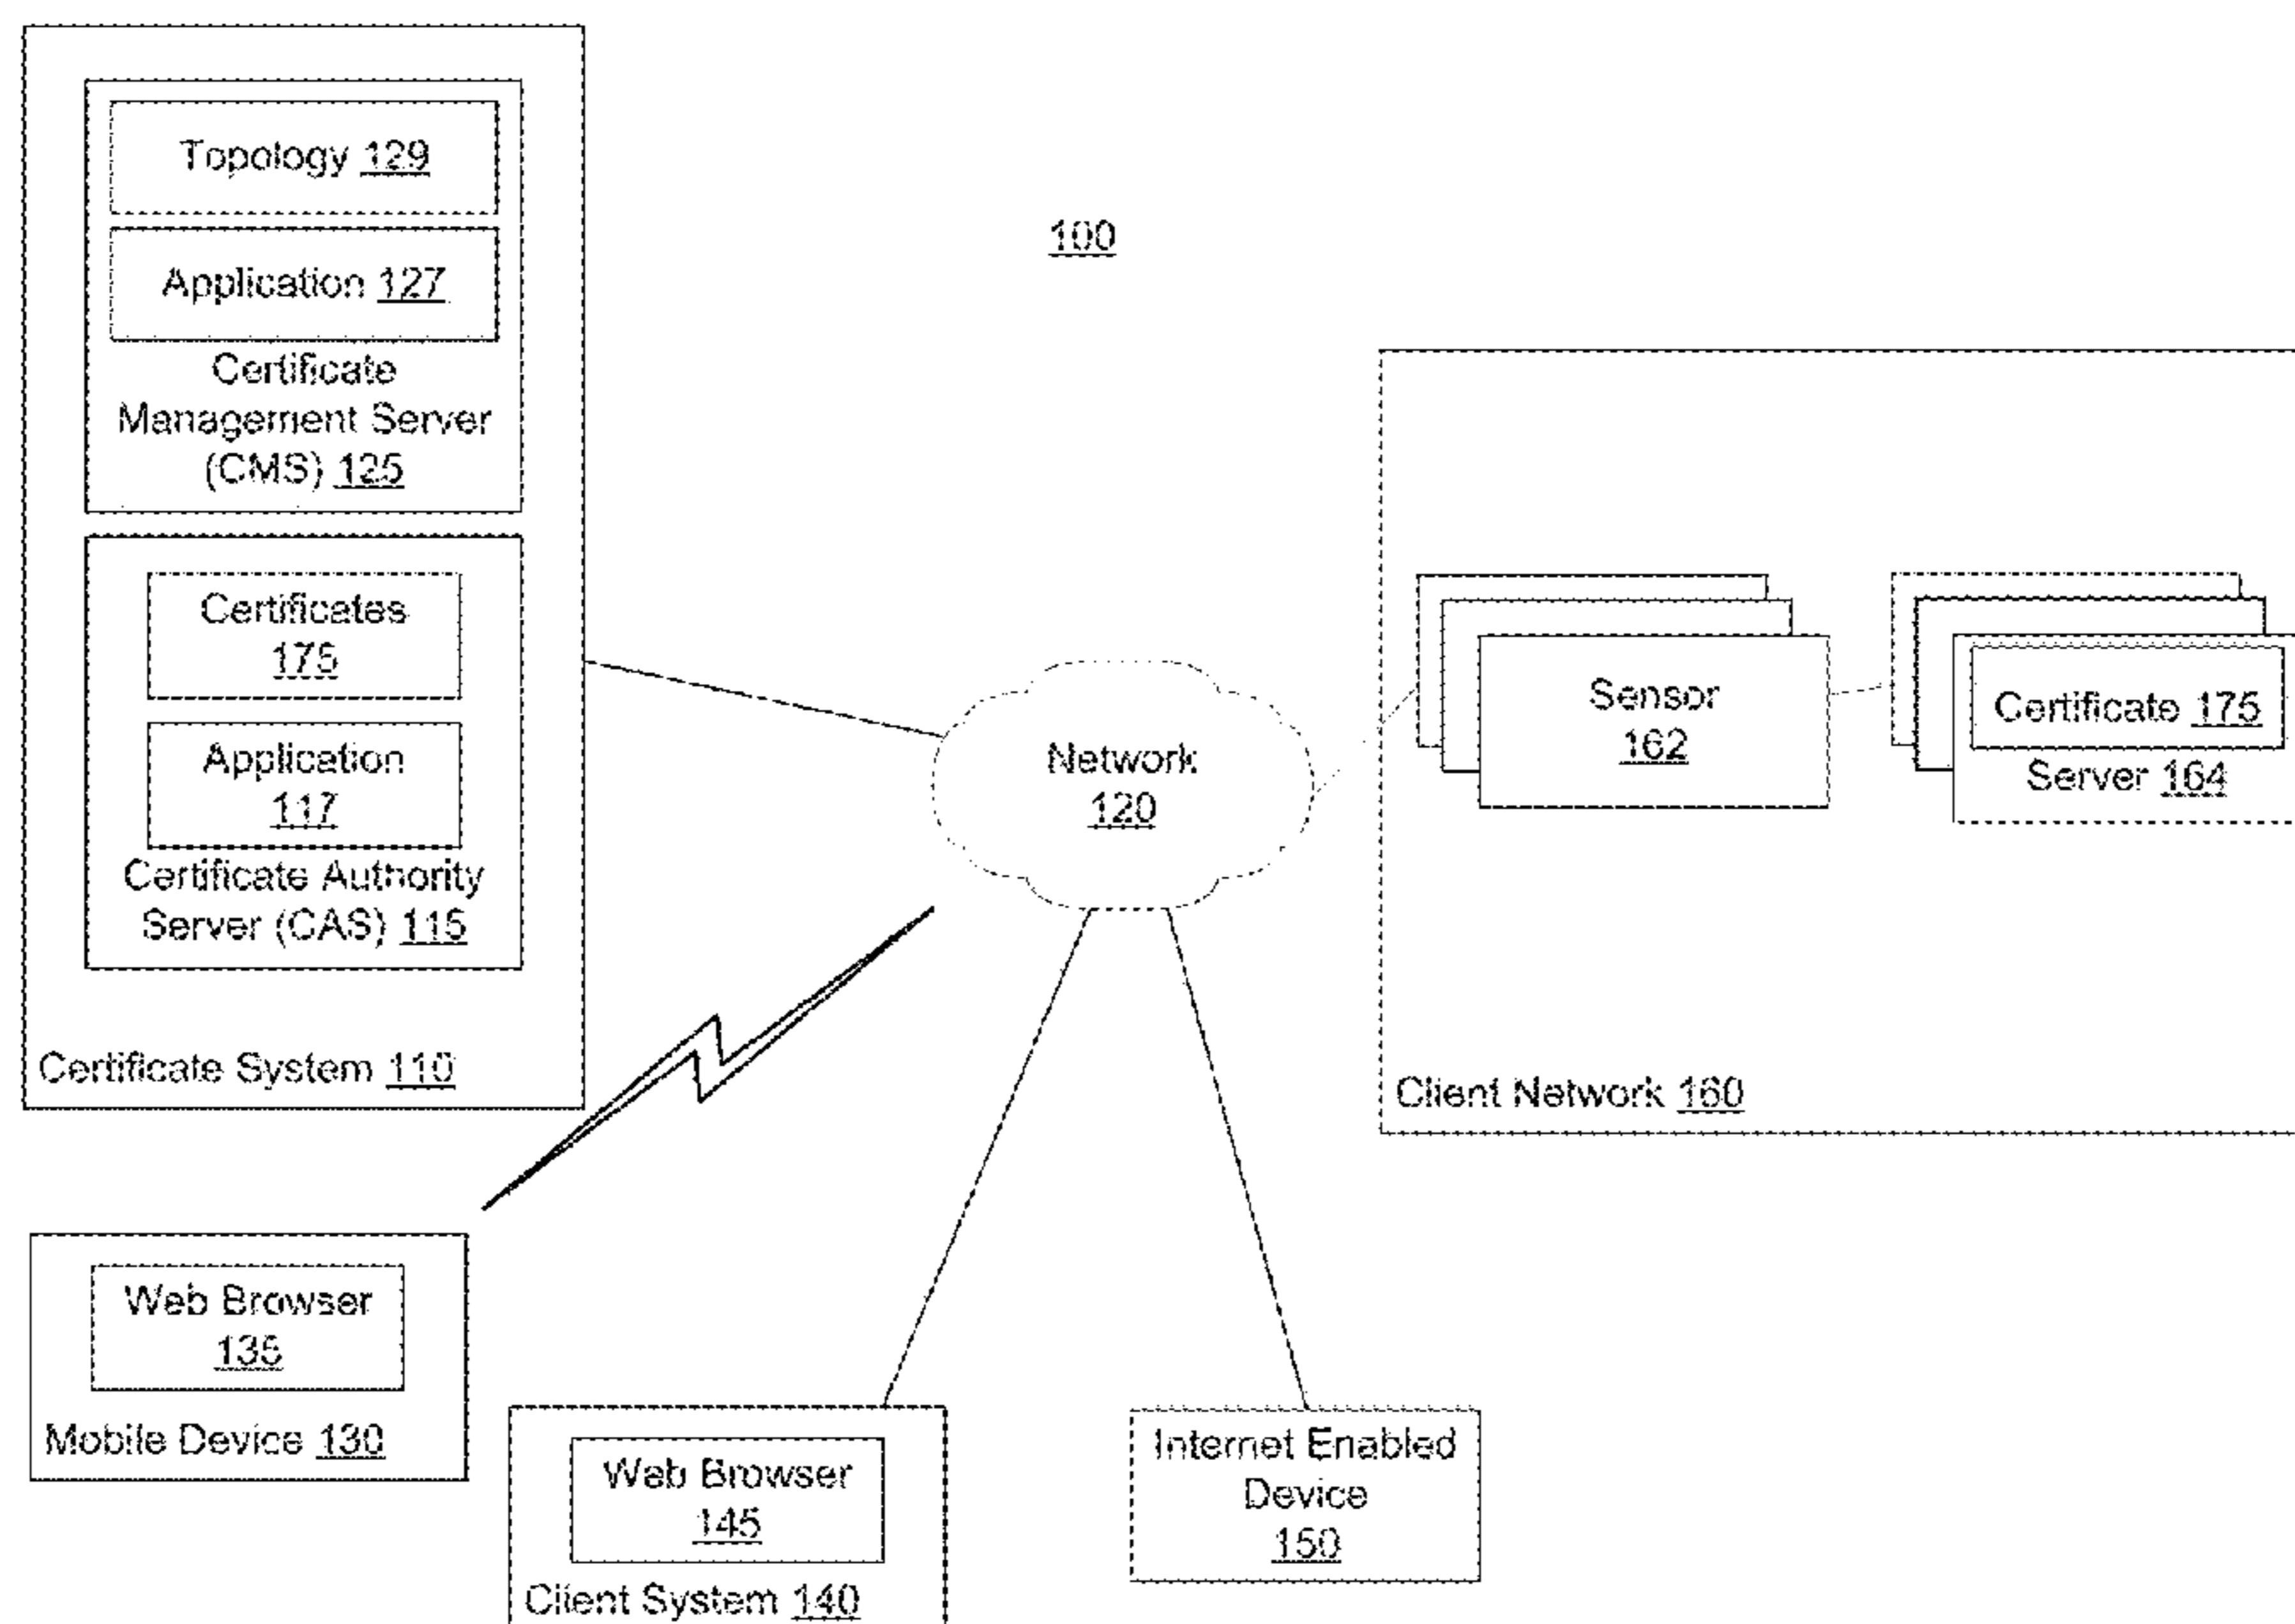 Topology 129
Application 127
Certificate
Management Server
(CMS) 125
Certificates
175
Application
117
Certificate Authority
Server (CAS) 115
Certificate System 110
100
Network
120
Sensor
162
Certificate 175
Server 164
Client Network 160
Web Browser
135
Mobile Device 130
Web Browser
145
Client System 140
Internet Enabled
Device
150